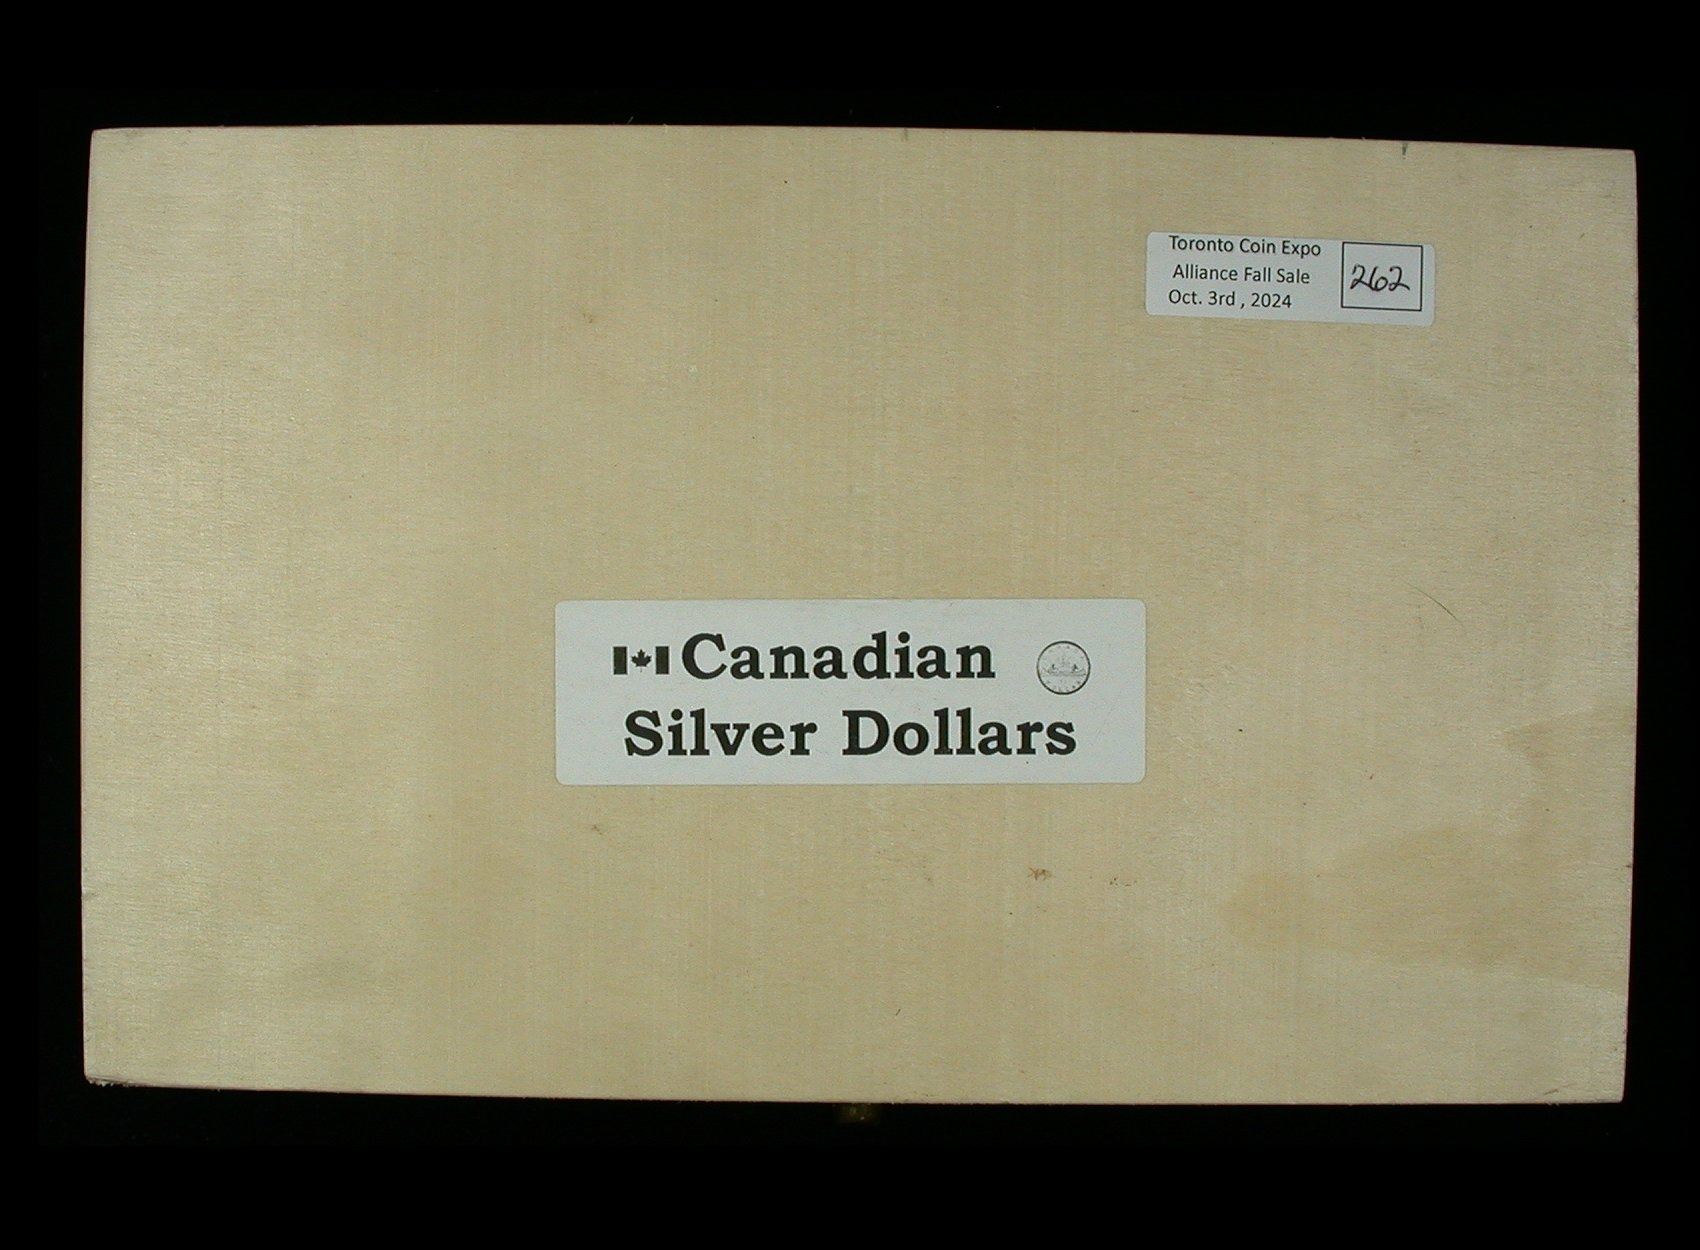 Toronto Coin Expo
Alliance Fall Sale
Oct. 3rd , 2024
262
Canadian
Silver Dollars